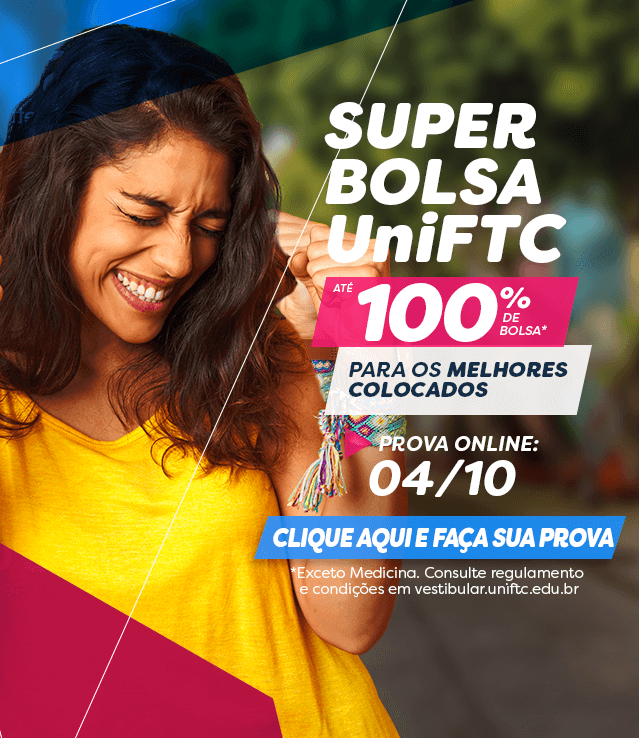 SUPER
BOLSA
UniFTC
ATÉ
100%
DE
BOLSA*
PARA OS MELHORES
COLOCADOS
PROVA ONLINE:
04/10
CLIQUE AQUI E FAÇA SUA PROVA
*Exceto Medicina. Consulte regulamento
e condições em vestibular.uniftc.edu.br